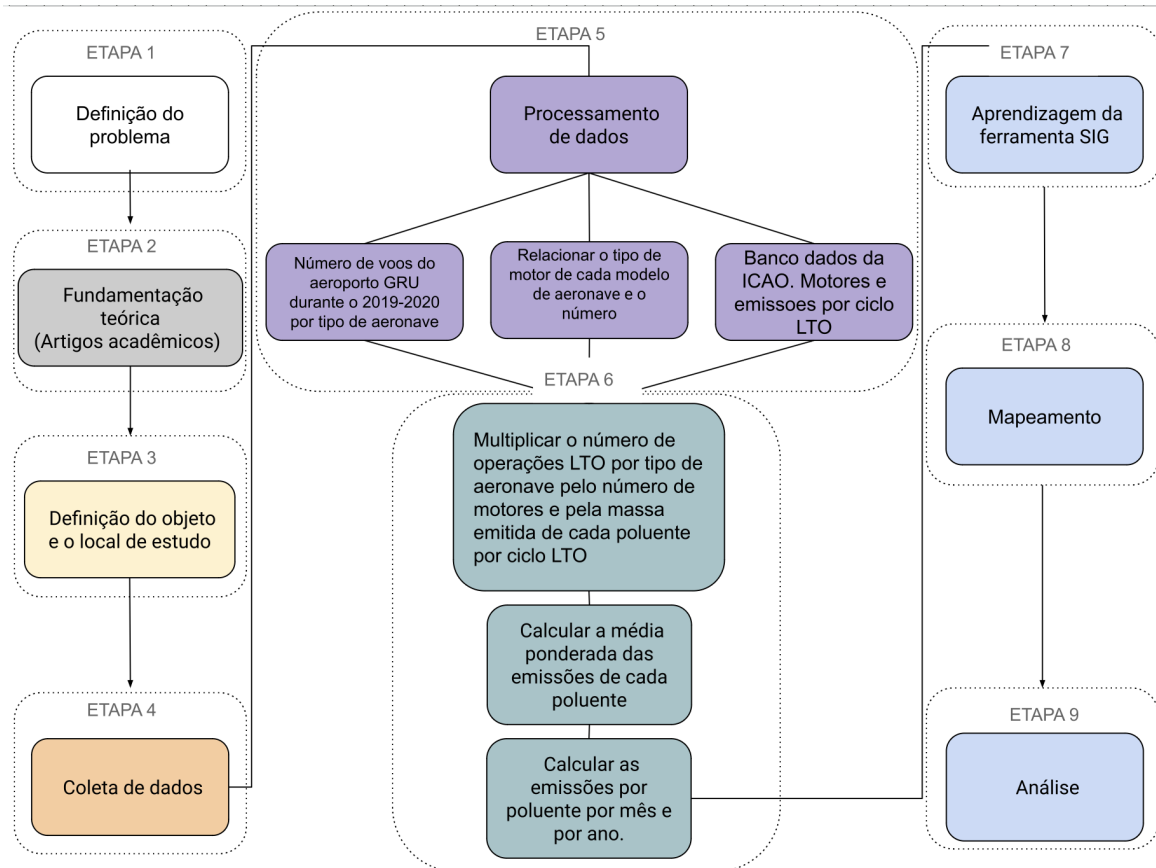 ETAPA 1
Definição do
problema
ETAPA 2
Fundamentação
teórica
(Artigos acadêmicos)
ETAPA 3
Definição do objeto
e o local de estudo
ETAPA 4
Coleta de dados
ETAPA 5
Processamento
de dados
Número de voos do
aeroporto GRU
durante o 2019-2020
por tipo de aeronave
Relacionar o tipo de
motor de cada modelo
de aeronave e o
número
Banco dados da
ICAO. Motores e
emissoes por ciclo
LTO
ETAPA 6
Multiplicar o número de
operações LTO por tipo de
aeronave pelo número de
motores e pela massa
emitida de cada poluente
por ciclo LTO
Calcular a média
ponderada das
emissões de cada
poluente
Calcular as
emissões por
poluente por mês e
por ano.
ETAPA 7
Aprendizagem da
ferramenta SIG
ETAPA 8
Mapeamento
ETAPA 9
Análise